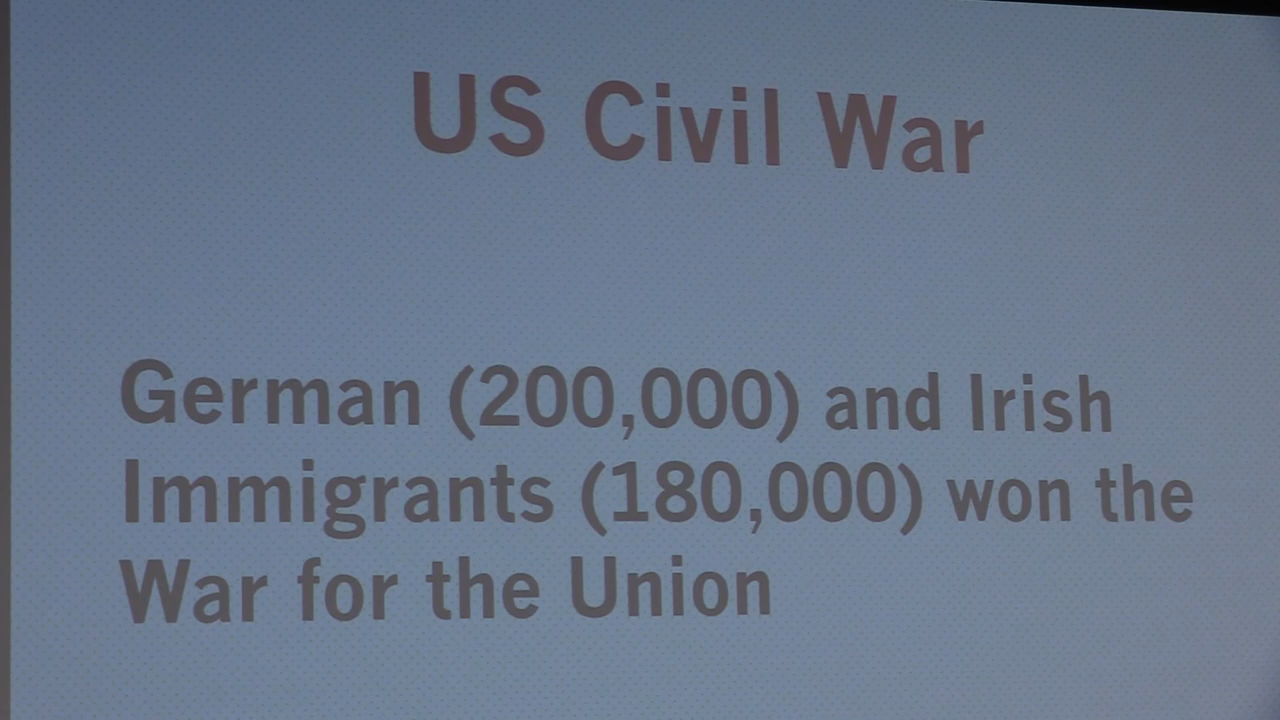 US Civil War
German (200,000) and Irish
Immigrants (180,000) won the
War for the Union